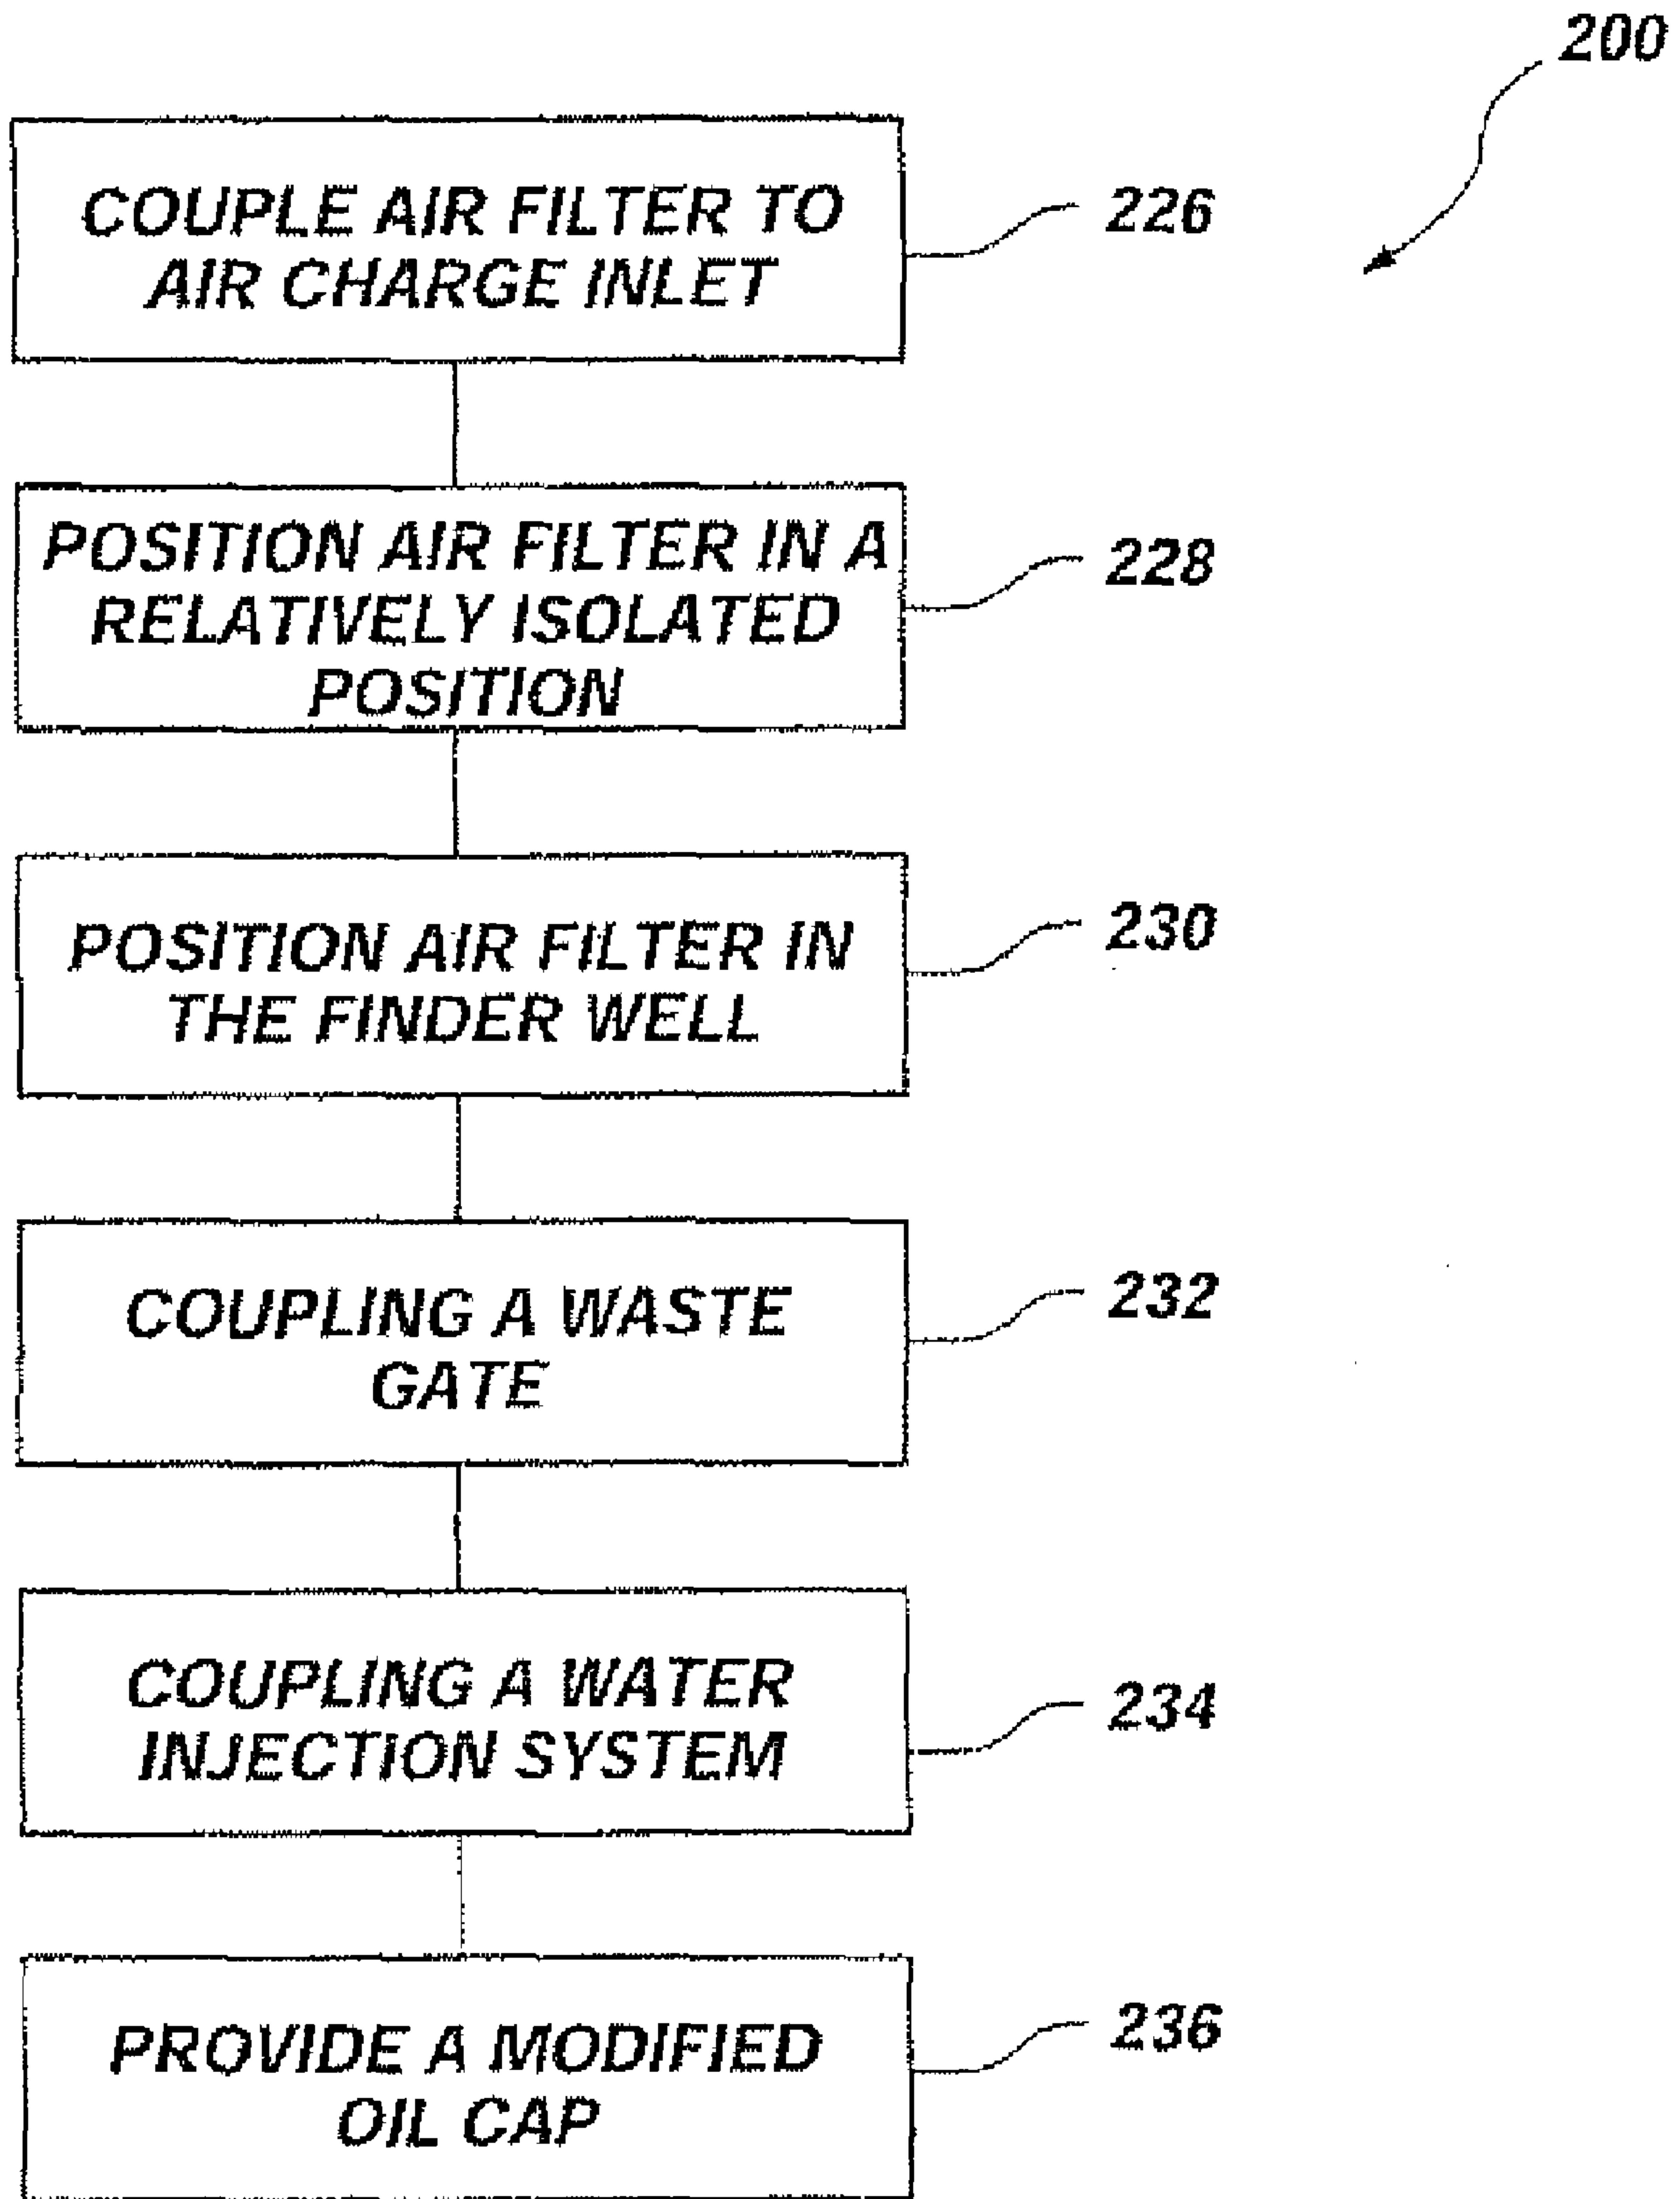 200
COUPLE AIR FILTER TO
AIR CHARGE INLET
226
POSITION AIR FILTER IN A
RELATIVELY ISOLATED
POSITION
228
POSITION AIR FILTER IN
THE FINDER WELL
230
COUPLING A WASTE
GATE
232
COUPLING A WATER
INJECTION SYSTEM
234
PROVIDE A MODIFIED
OIL CAP
236